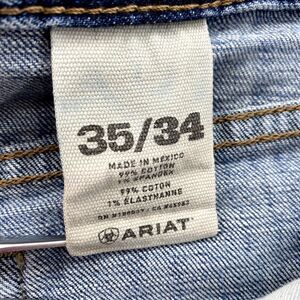 35/34
MADE IN MEXICO
99% COTTON
1% SPANDEX
99% COTON
1% ELASTHANNE
ARIAT